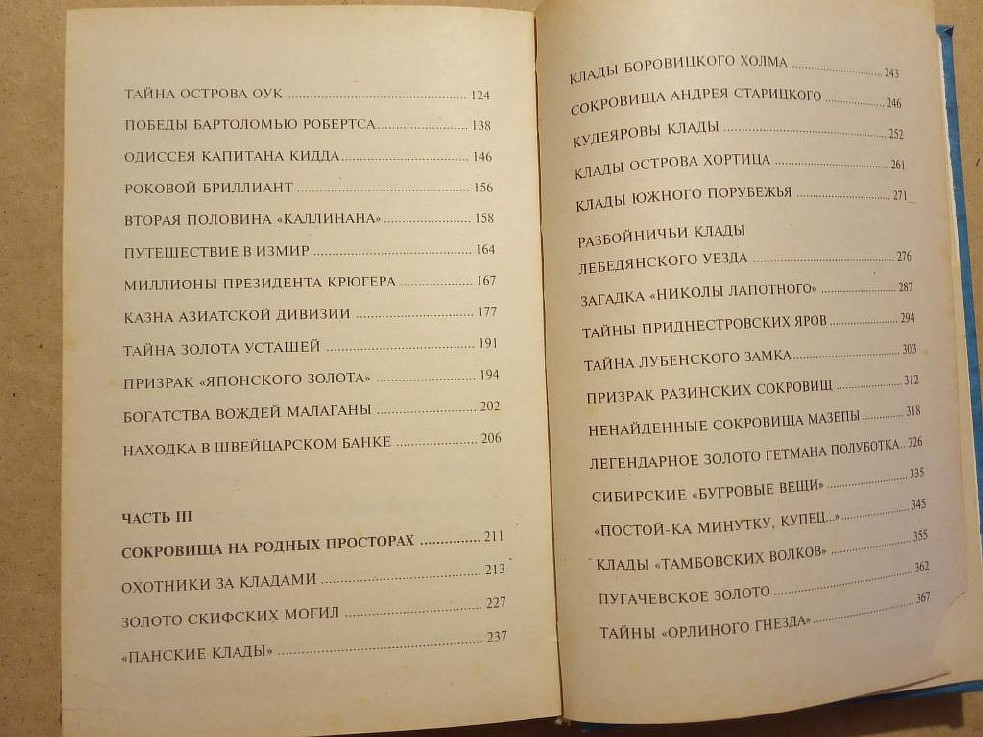 ТАЙНА ОСТРОВА ОУК ........ 124
ПОБЕДЫ БАРТОЛОМЬЮ РОБЕРТСА ........ 138
ОДИССЕЯ КАПИТАНА КИДДА ........ 146
РОКОВОЙ БРИЛЛИАНТ ........ 156
ВТОРАЯ ПОЛОВИНА «КАЛЛИНАНА» ........ 158
ПУТЕШЕСТВИЕ В ИЗМИР ........ 164
МИЛЛИОНЫ ПРЕЗИДЕНТА КРЮГЕРА ........ 167
КАЗНА АЗИАТСКОЙ ДИВИЗИИ ........ 177
ТАЙНА ЗОЛОТА УСТАШЕЙ ........ 191
ПРИЗРАК «ЯПОНСКОГО ЗОЛОТА» ........ 194
БОГАТСТВА ВОЖДЕЙ МАЛАГАНЫ ........ 202
НАХОДКА В ШВЕЙЦАРСКОМ БАНКЕ ........ 206
ЧАСТЬ III
СОКРОВИЩА НА РОДНЫХ ПРОСТОРАХ ........ 211
ОХОТНИКИ ЗА КЛАДАМИ ........ 213
ЗОЛОТО СКИФСКИХ МОГИЛ ........ 227
«ПАНСКИЕ КЛАДЫ» ........ 237
КЛАДЫ БОРОВИЦКОГО ХОЛМА ........ 243
СОКРОВИЩА АНДРЕЯ СТАРИЦКОГО ........ 246
КУДЕЯРОВЫ КЛАДЫ ........ 252
КЛАДЫ ОСТРОВА ХОРТИЦА ........ 261
КЛАДЫ ЮЖНОГО ПОРУБЕЖЬЯ ........ 271
РАЗБОЙНИЧЬИ КЛАДЫ
ЛЕБЕДЯНСКОГО УЕЗДА ........ 276
ЗАГАДКА «НИКОЛЫ ЛАПОТНОГО» ........ 287
ТАЙНЫ ПРИДНЕСТРОВСКИХ ЯРОВ ........ 294
ТАЙНА ЛУБЕНСКОГО ЗАМКА ........ 303
ПРИЗРАК РАЗИНСКИХ СОКРОВИЩ ........ 312
НЕНАЙДЕННЫЕ СОКРОВИЩА МАЗЕПЫ ........ 318
ЛЕГЕНДАРНОЕ ЗОЛОТО ГЕТМАНА ПОЛУБОТКА .. 326
СИБИРСКИЕ «БУГРОВЫЕ ВЕЩИ» ........ 335
«ПОСТОЙ-КА МИНУТКУ, КУПЕЦ...» ........ 345
КЛАДЫ «ТАМБОВСКИХ ВОЛКОВ» ........ 355
ПУГАЧЕВСКОЕ ЗОЛОТО ........ 362
ТАЙНЫ «ОРЛИНОГО ГНЕЗДА» ........ 367